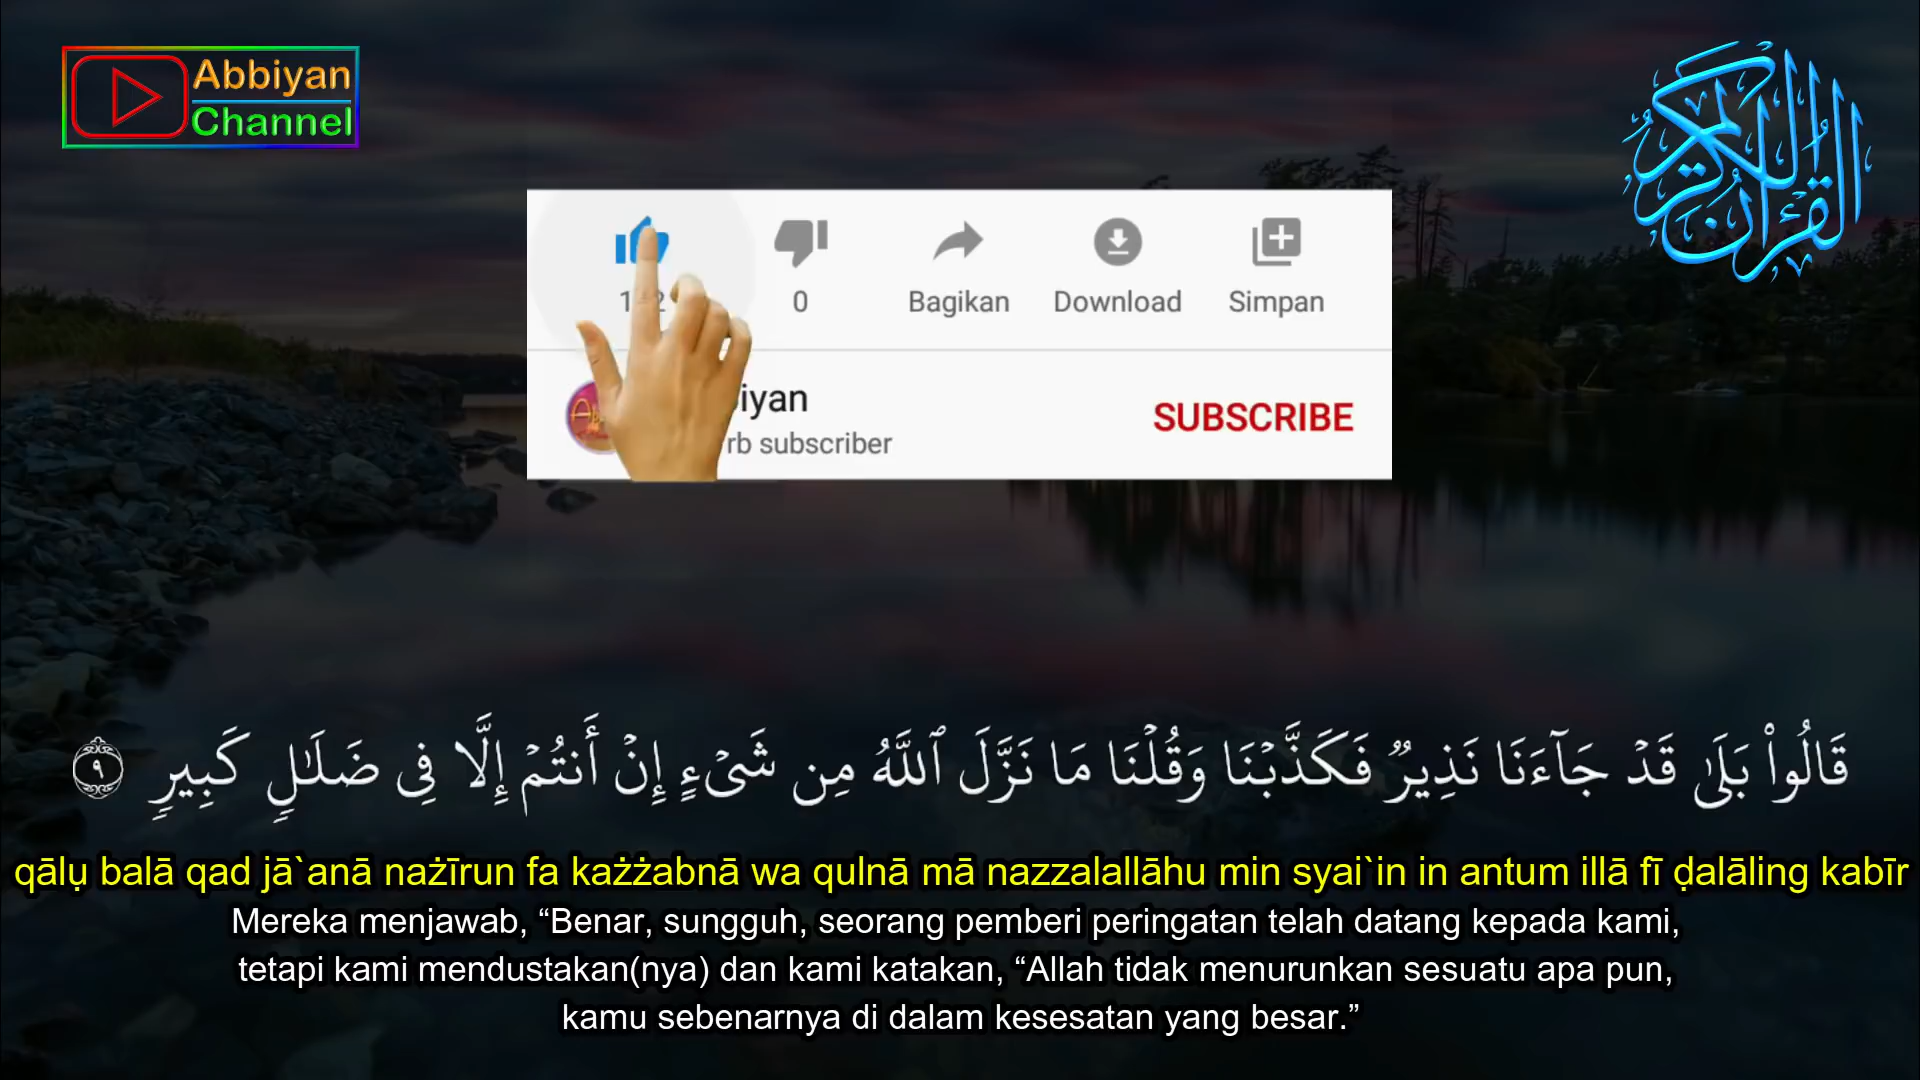 Abbiyan
Channel
القرآن الكريم
0
Bagikan
Download
Simpan
rb subscriber
SUBSCRIBE
قَالُوا۟ بَلَىٰ قَدْ جَآءَنَا نَذِيرٌ فَكَذَّبْنَا وَقُلْنَا مَا نَزَّلَ ٱللَّهُ مِن شَىْءٍ إِنْ أَنتُمْ إِلَّا فِى ضَلَـٰلٍ كَبِيرٍ ٩
qālụ balā qad jā`anā nażīrun fa każżabnā wa qulnā mā nazzalallāhu min syai`in in antum illā fī ḍalāling kabīr
Mereka menjawab, “Benar, sungguh, seorang pemberi peringatan telah datang kepada kami,
tetapi kami mendustakan(nya) dan kami katakan, “Allah tidak menurunkan sesuatu apa pun,
kamu sebenarnya di dalam kesesatan yang besar.”